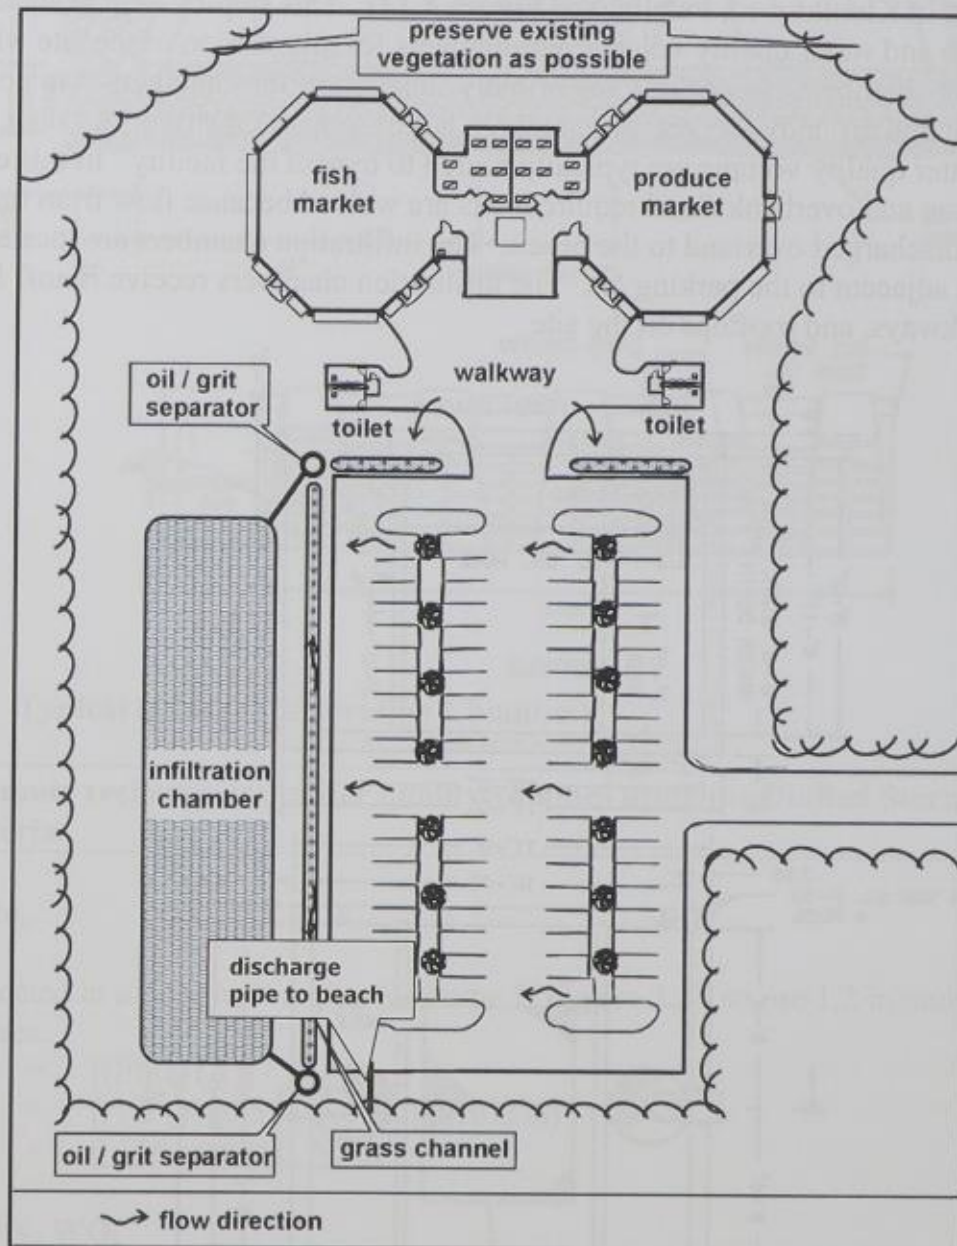 preserve existing
vegetation as possible
fish
market
produce
market
oil / grit
separator
walkway
toilet
toilet
infiltration
chamber
discharge
pipe to beach
oil / grit separator
grass channel
flow direction